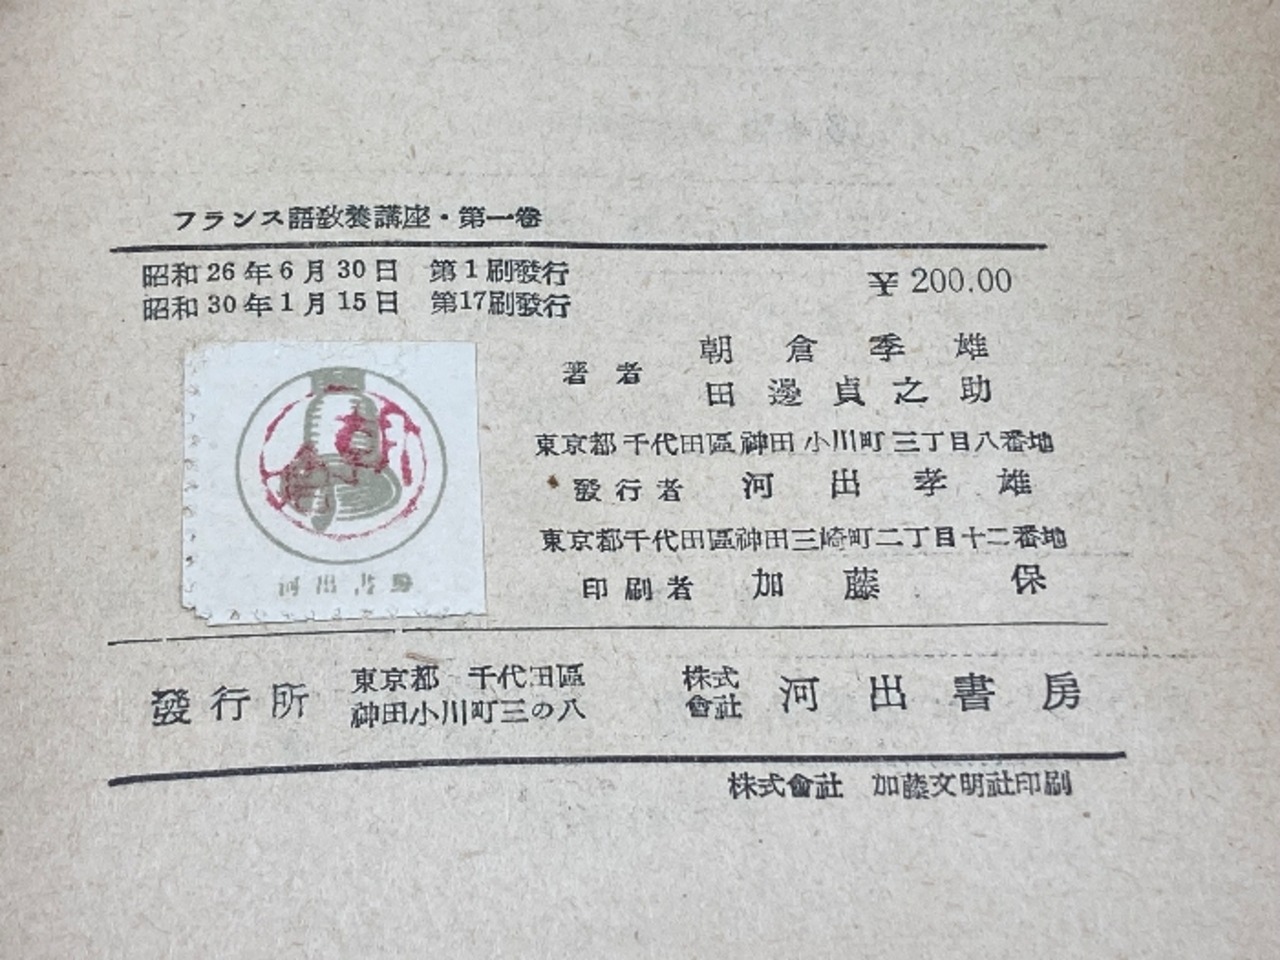 フランス語敎養講座・第一卷
昭和26年6月30日　第1刷發行
昭和30年1月15日　第17刷發行
¥200.00
著者
朝倉季雄
田邊貞之助
東京都千代田區神田小川町三丁目八番地
發行者　河出孝雄
東京都千代田區神田三崎町二丁目十二番地
印刷者　加藤　保
河出書房
發行所
東京都　千代田區
神田小川町三の八
株式
會社
河出書房
株式會社　加藤文明社印刷